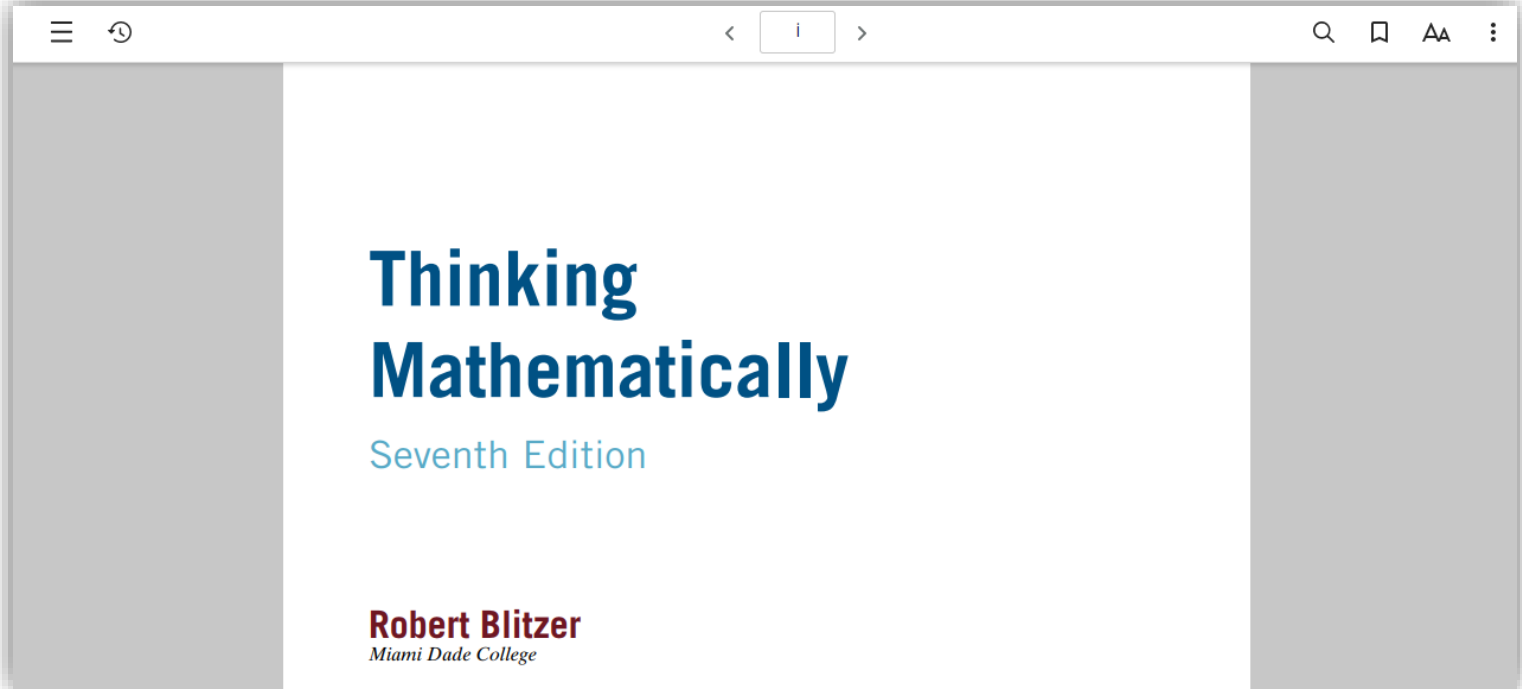 i
Thinking
Mathematically
Seventh Edition
Robert Blitzer
Miami Dade College